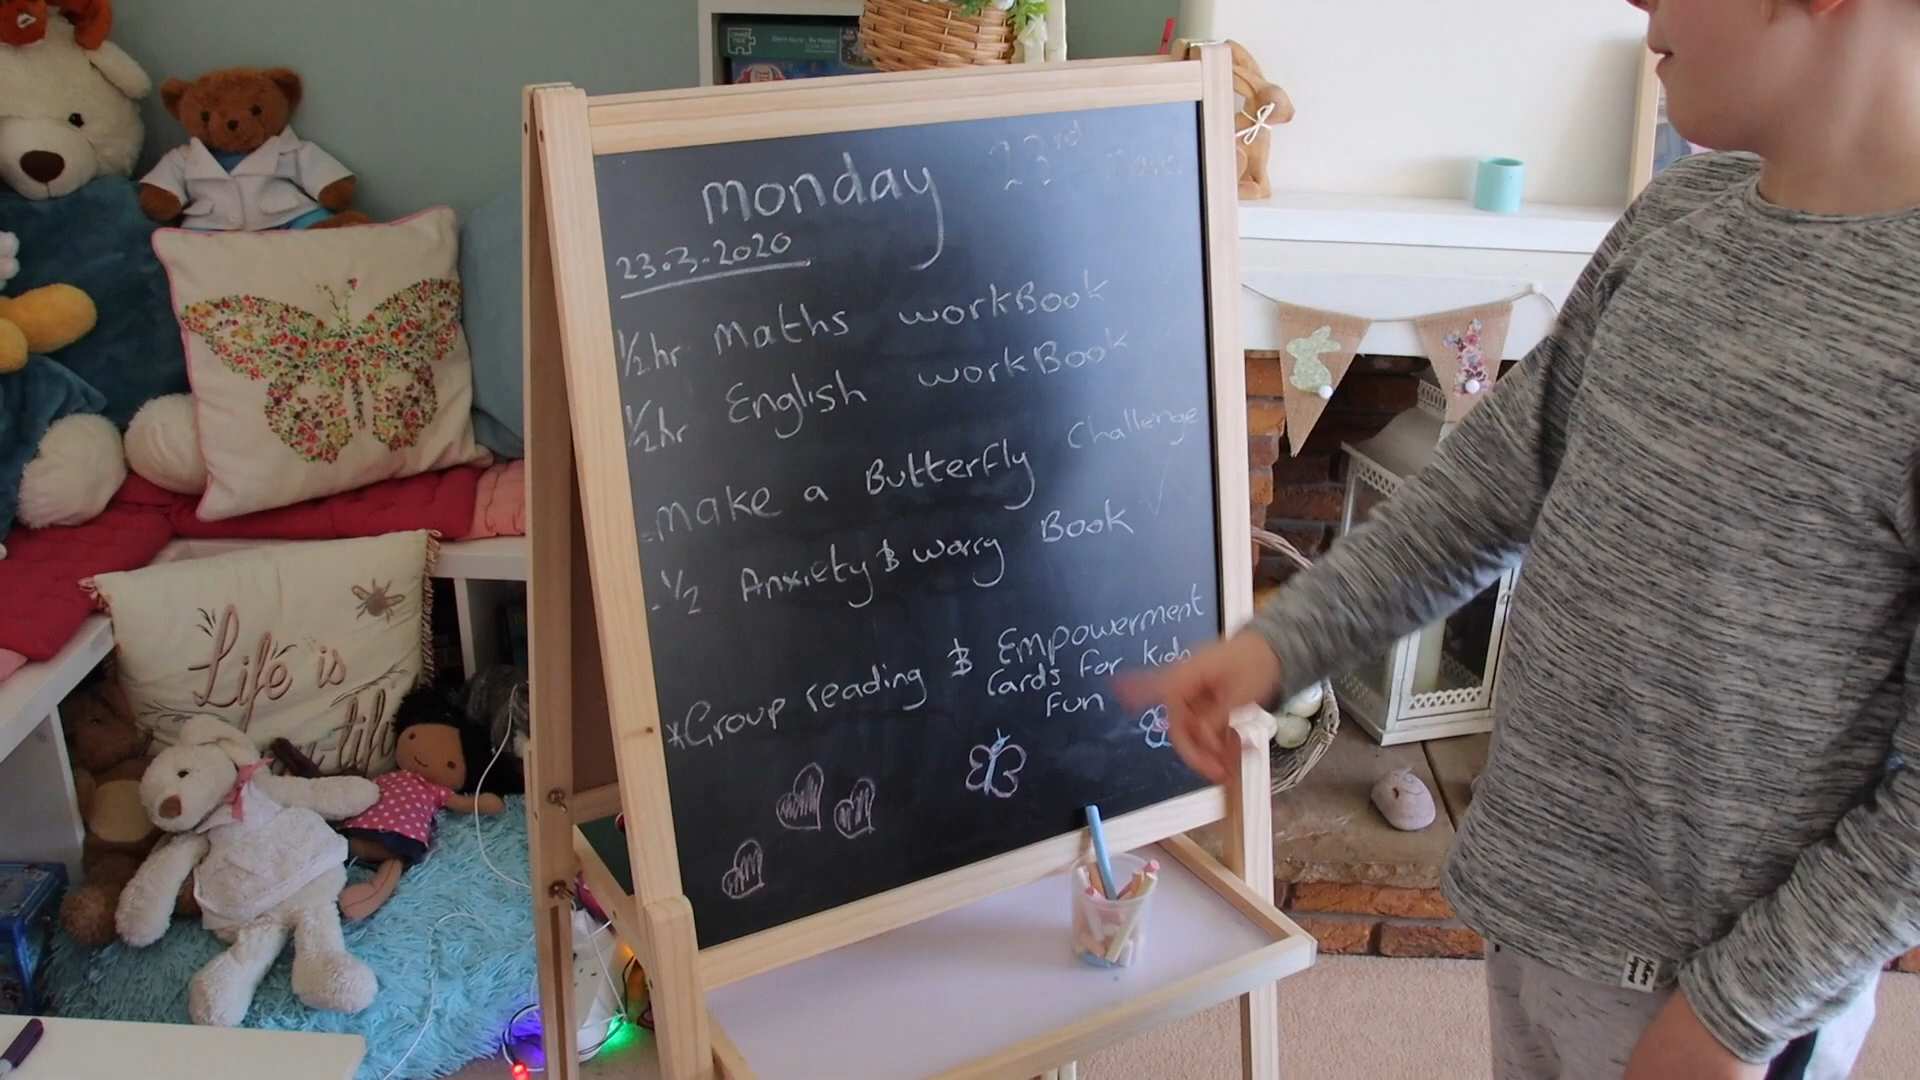 monday 23rd
23.3.2020
1/2hr Maths workBook
1/2hr English workBook
-make a Butterfly Challenge
-1/2 Anxiety & worry Book ✓
*Group reading & Empowerment
Cards for kids
Fun
Life is